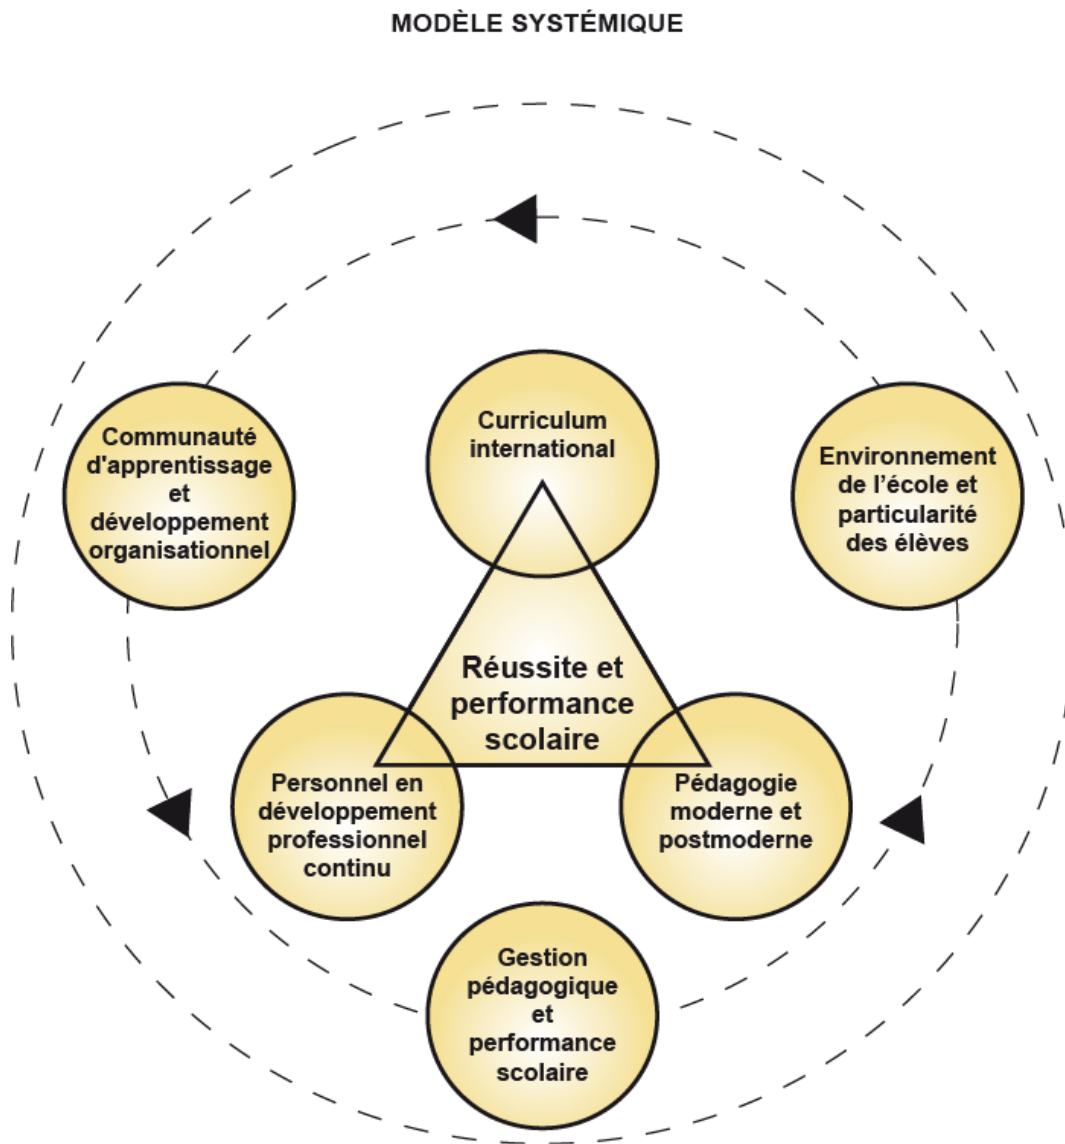 MODÈLE SYSTÉMIQUE
Curriculum
international
Communauté
d'apprentissage
et
développement
organisationnel
Environnement
de l’école et
particularité
des élèves
Réussite et
performance
scolaire
Personnel en
développement
professionnel
continu
Pédagogie
moderne et
postmoderne
Gestion
pédagogique
et
performance
scolaire